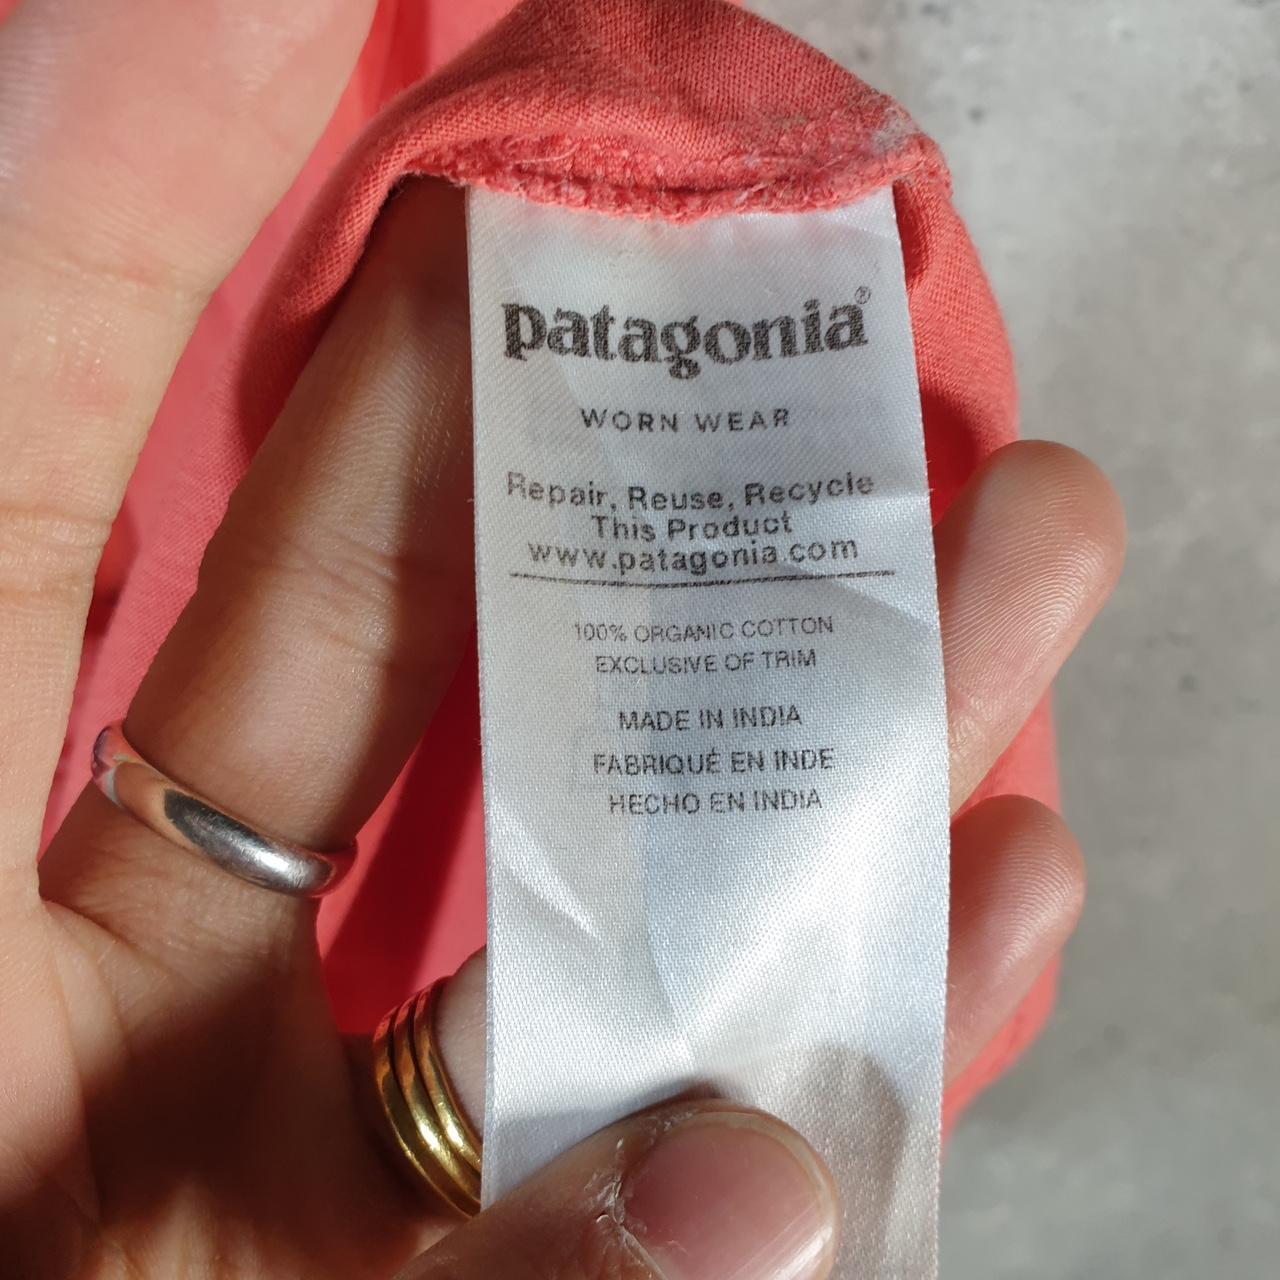 patagonia®
WORN WEAR
Repair, Reuse, Recycle
This Product
www.patagonia.com
100% ORGANIC COTTON
EXCLUSIVE OF TRIM
MADE IN INDIA
FABRIQUÉ EN INDE
HECHO EN INDIA